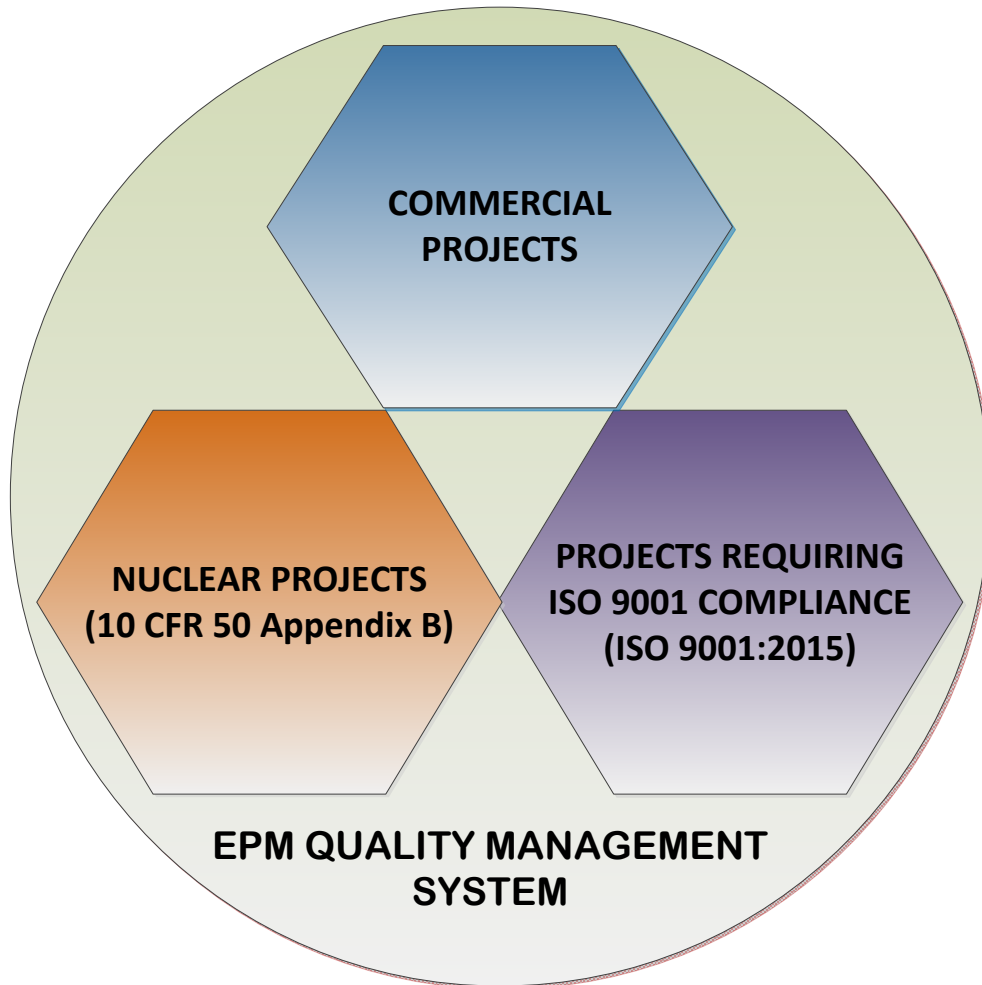 COMMERCIAL
PROJECTS
NUCLEAR PROJECTS
(10 CFR 50 Appendix B)
PROJECTS REQUIRING
ISO 9001 COMPLIANCE
(ISO 9001:2015)
EPM QUALITY MANAGEMENT
SYSTEM